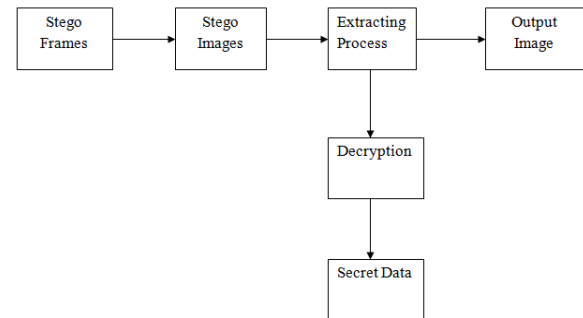 Stego
Frames
Stego
Images
Extracting
Process
Output
Image
Decryption
Secret Data